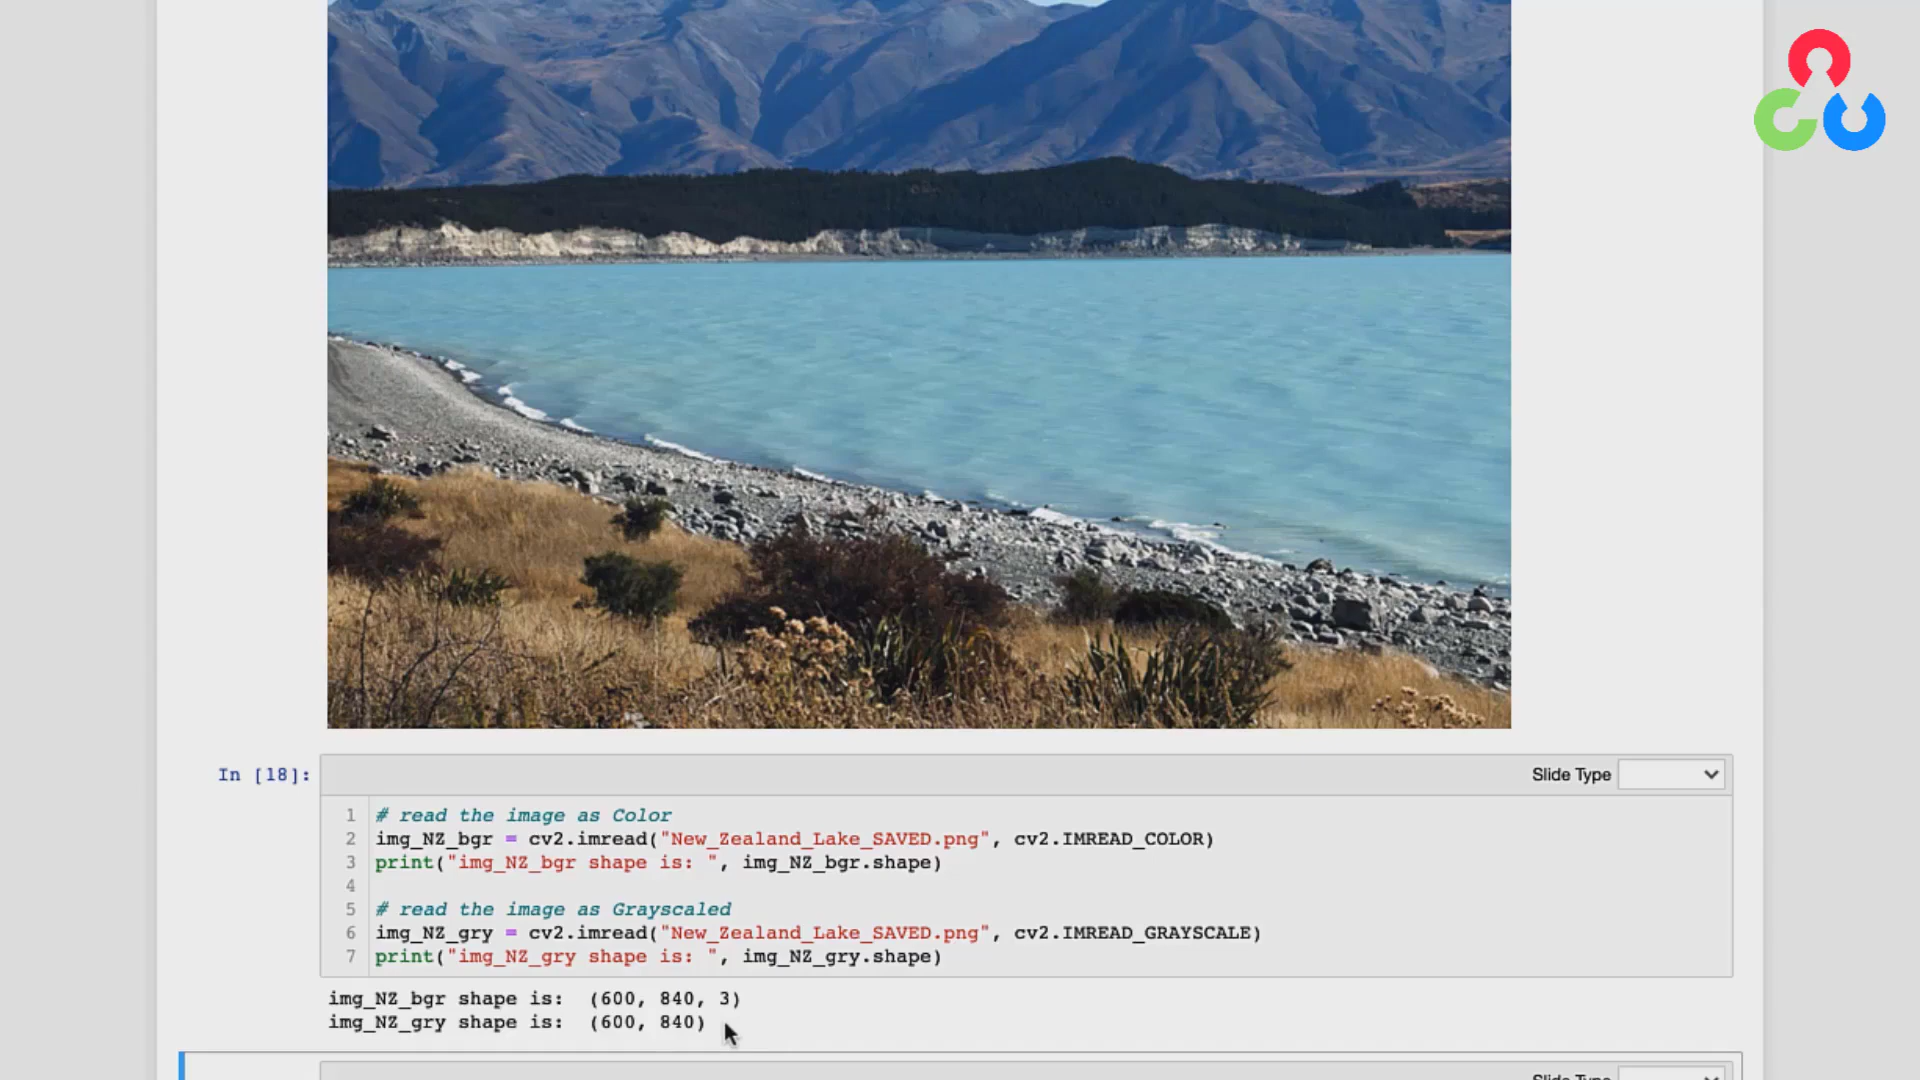 In [18]:
Slide Type
1 # read the image as Color
2 img_NZ_bgr = cv2.imread("New_Zealand_Lake_SAVED.png", cv2.IMREAD_COLOR)
3 print("img_NZ_bgr shape is: ", img_NZ_bgr.shape)
4
5 # read the image as Grayscaled
6 img_NZ_gry = cv2.imread("New_Zealand_Lake_SAVED.png", cv2.IMREAD_GRAYSCALE)
7 print("img_NZ_gry shape is: ", img_NZ_gry.shape)
img_NZ_bgr shape is:  (600, 840, 3)
img_NZ_gry shape is:  (600, 840)
Slide Type